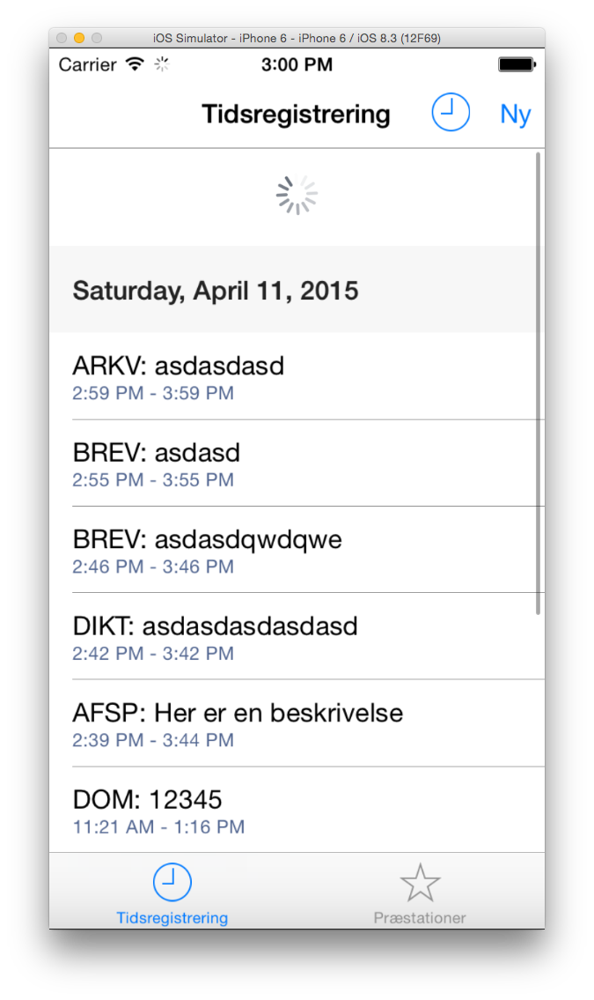 iOS Simulator - iPhone 6 - iPhone 6 / iOS 8.3 (12F69)
Carrier 3:00 PM
Tidsregistrering Ny
Saturday, April 11, 2015
ARKV: asdasdasd
2:59 PM - 3:59 PM
BREV: asdasd
2:55 PM - 3:55 PM
BREV: asdasdqwdqwe
2:46 PM - 3:46 PM
DIKT: asdasdasdasdasd
2:42 PM - 3:42 PM
AFSP: Her er en beskrivelse
2:39 PM - 3:44 PM
DOM: 12345
11:21 AM - 1:16 PM
Tidsregistrering Præstationer